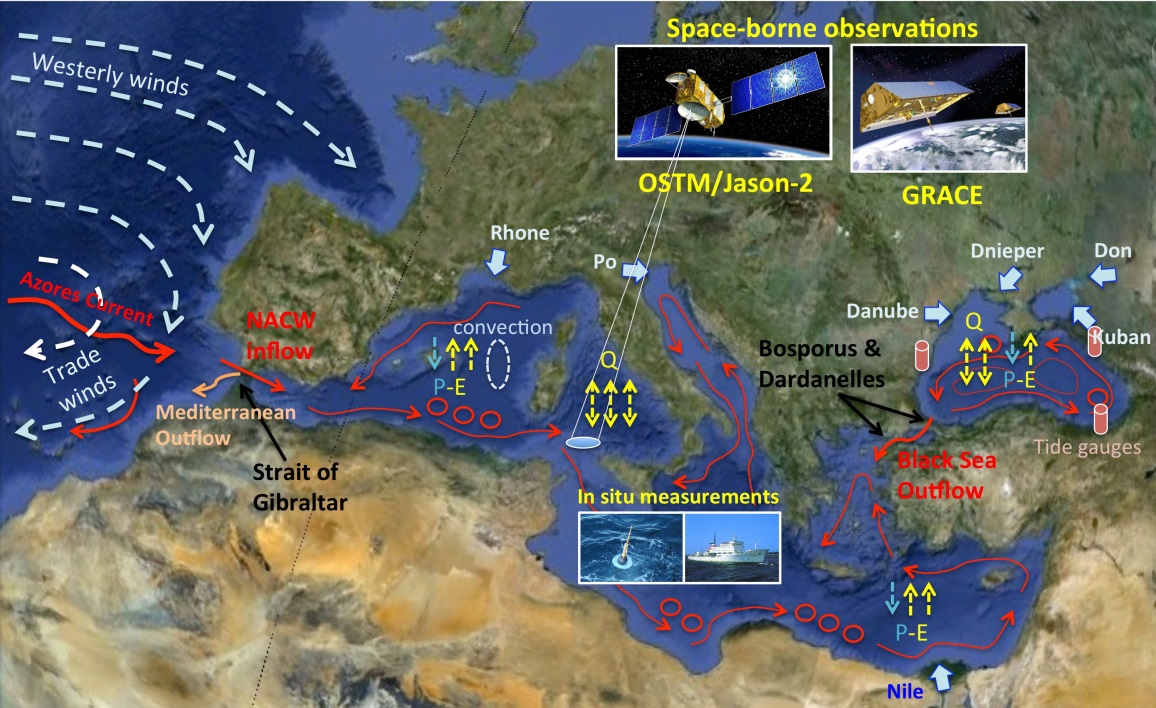 Space-borne observations
Westerly winds
OSTM/Jason-2
GRACE
Rhone
Po
Dnieper
Don
Danube
Kuban
Azores Current
NACW
Inflow
convection
P-E
Q
Q
P-E
Bosporus &
Dardanelles
Trade
winds
Mediterranean
Outflow
Strait of
Gibraltar
Tide gauges
Black Sea
Outflow
In situ measurements
P-E
Nile